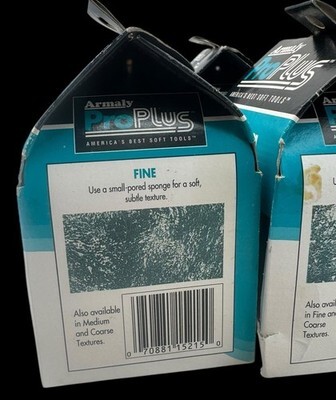 Armaly
ProPlus
AMERICA'S BEST SOFT TOOLS™
FINE
Use a small-pored sponge for a soft,
subtle texture.
Also available
in Medium
and Coarse
Textures.
0 70881 15215 0
Armaly
ProPlus
AMERICA'S BEST SOFT TOOLS
Use a
Also
in Fine and
Coarse
Textures.